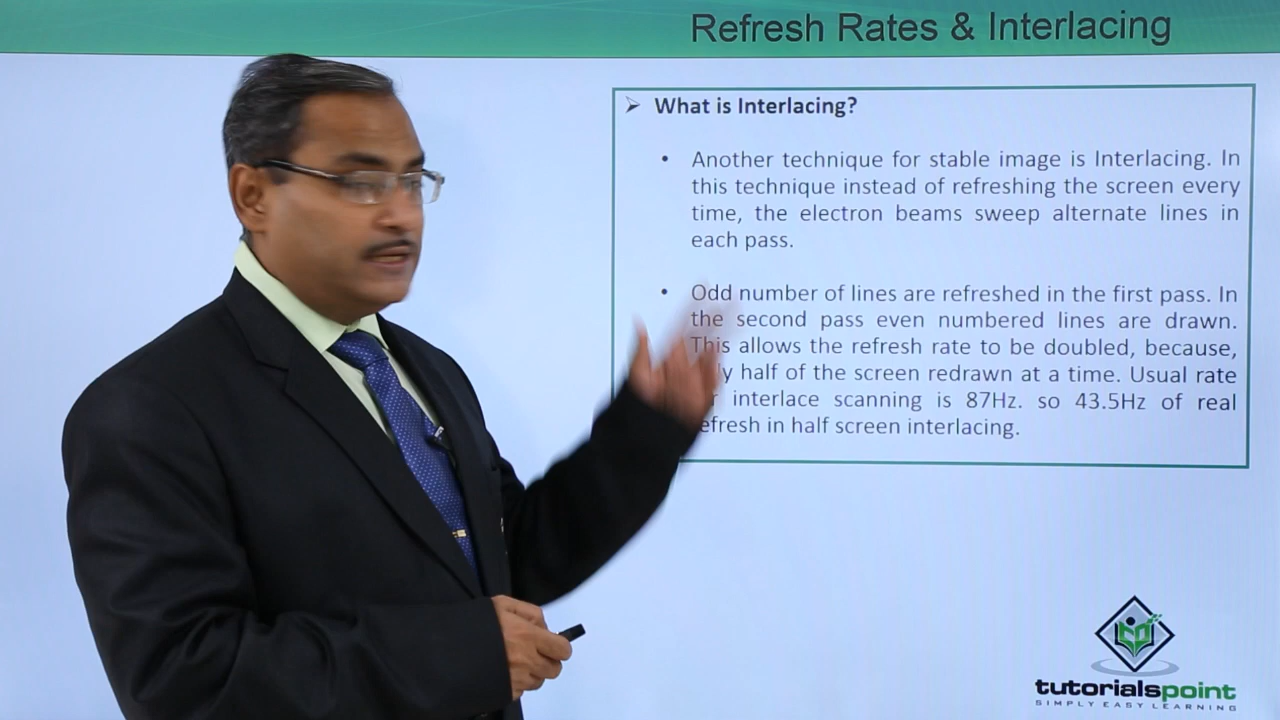 Refresh Rates & Interlacing
➢ What is Interlacing?
• Another technique for stable image is Interlacing. In
this technique instead of refreshing the screen every
time, the electron beams sweep alternate lines in
each pass.
• Odd number of lines are refreshed in the first pass. In
the second pass even numbered lines are drawn.
This allows the refresh rate to be doubled, because,
half of the screen redrawn at a time. Usual rate
interlace scanning is 87Hz. so 43.5Hz of real
refresh in half screen interlacing.
tutorialspoint
SIMPLY EASY LEARNING